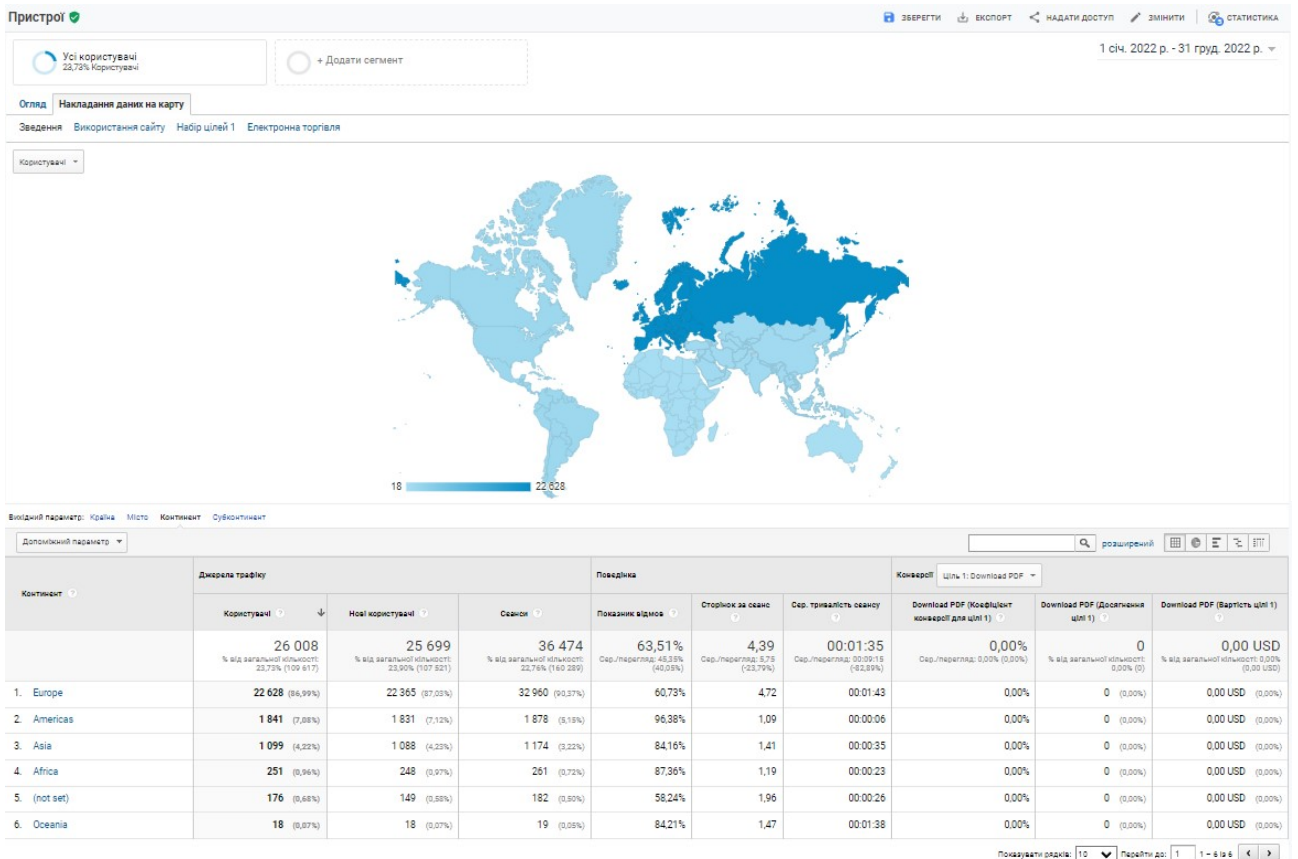 Пристрої
ЗБЕРЕГТИ ЕКСПОРТ НАДАТИ ДОСТУП ЗМІНИТИ СТАТИСТИКА
Усі користувачі
23,73% Користувачі
+ Додати сегмент
1 січ. 2022 р. - 31 груд. 2022 р.
Огляд Накладання даних на карту
Зведення Використання сайту Набір цілей 1 Електронна торгівля
Користувачі
18 22 628
Вихідний параметр: Країна Місто Континент Субконтинент
Допоміжний параметр
розширений
Континент
Джерела трафіку Поведінка Конверсії Ціль 1: Download PDF
Користувачі Нові користувачі Сеанси Показник відмов Сторінок за сеанс Сер. тривалість сеансу Download PDF (Коефіцієнт конверсії для цілі 1) Download PDF (Досягнення цілі 1) Download PDF (Вартість цілі 1)
26 008 25 699 36 474 63,51% 4,39 00:01:35 0,00% 0 0,00 USD
% від загальної кількості: 23,73% (109 617) % від загальної кількості: 23,90% (107 521) % від загальної кількості: 22,76% (160 289) Сер./перегляд: 45,35% (40,05%) Сер./перегляд: 5,75 (-23,79%) Сер./перегляд: 00:09:15 (-82,89%) Сер./перегляд: 0,00% (0,00%) % від загальної кількості: 0,00% (0) % від загальної кількості: 0,00% (0,00 USD)
1. Europe 22 628 (86,99%) 22 365 (87,03%) 32 960 (90,37%) 60,73% 4,72 00:01:43 0,00% 0 (0,00%) 0,00 USD (0,00%)
2. Americas 1 841 (7,08%) 1 831 (7,12%) 1 878 (5,15%) 96,38% 1,09 00:00:06 0,00% 0 (0,00%) 0,00 USD (0,00%)
3. Asia 1 099 (4,22%) 1 088 (4,23%) 1 174 (3,22%) 84,16% 1,41 00:00:35 0,00% 0 (0,00%) 0,00 USD (0,00%)
4. Africa 251 (0,96%) 248 (0,97%) 261 (0,72%) 87,36% 1,19 00:00:23 0,00% 0 (0,00%) 0,00 USD (0,00%)
5. (not set) 176 (0,68%) 149 (0,58%) 182 (0,50%) 58,24% 1,96 00:00:26 0,00% 0 (0,00%) 0,00 USD (0,00%)
6. Oceania 18 (0,07%) 18 (0,07%) 19 (0,05%) 84,21% 1,47 00:01:38 0,00% 0 (0,00%) 0,00 USD (0,00%)
Показувати рядків: 10 Перейти до: 1 1 – 6 із 6